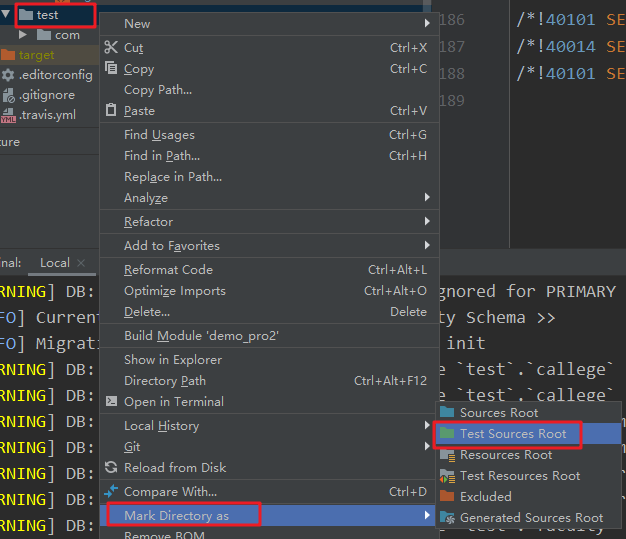 test
com
target
.editorconfig
.gitignore
.travis.yml
ture
186 /*!40101 SE
187 /*!40014 SE
188 /*!40101 SE
189
New
Cut Ctrl+X
Copy Ctrl+C
Copy Path...
Paste Ctrl+V
Find Usages Ctrl+G
Find in Path... Ctrl+H
Replace in Path...
Analyze
Refactor
Add to Favorites
Reformat Code Ctrl+Alt+L
Optimize Imports Ctrl+Alt+O
Delete... Delete
Build Module 'demo_pro2'
Show in Explorer
Directory Path Ctrl+Alt+F12
Open in Terminal
Local History
Git
Reload from Disk
Compare With... Ctrl+D
Mark Directory as
Remove BOM
Sources Root
Test Sources Root
Resources Root
Test Resources Root
Excluded
Generated Sources Root
inal: Local
RNING] DB: gnored for PRIMARY
FO] Current ty Schema >>
FO] Migrati init
RNING] DB: e `test`.`callege`
RNING] DB: e `test`.`callege`
RNING] DB:
RNING] DB:
RNING] DB:
RNING] DB:
RNING] DB: